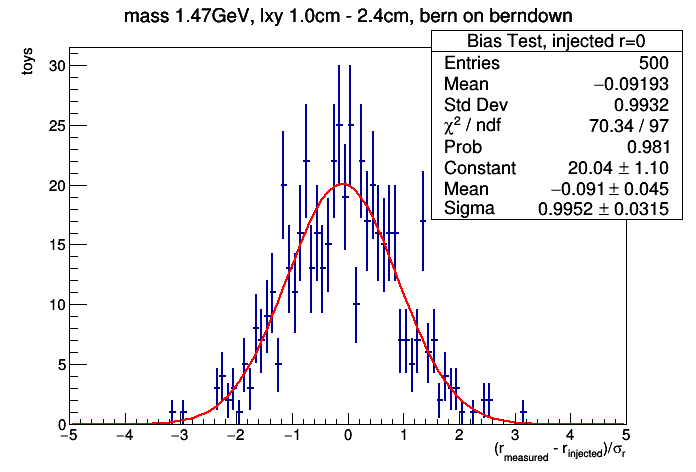 mass 1.47GeV, lxy 1.0cm - 2.4cm, bern on berndown
Bias Test, injected r=0
Entries 500
Mean −0.09193
Std Dev 0.9932
χ² / ndf 70.34 / 97
Prob 0.981
Constant 20.04 ± 1.10
Mean −0.091 ± 0.045
Sigma 0.9952 ± 0.0315
toys
30
25
20
15
10
5
0
−5 −4 −3 −2 −1 0 1 2 3 4 5
(r_measured - r_injected)/σ_r